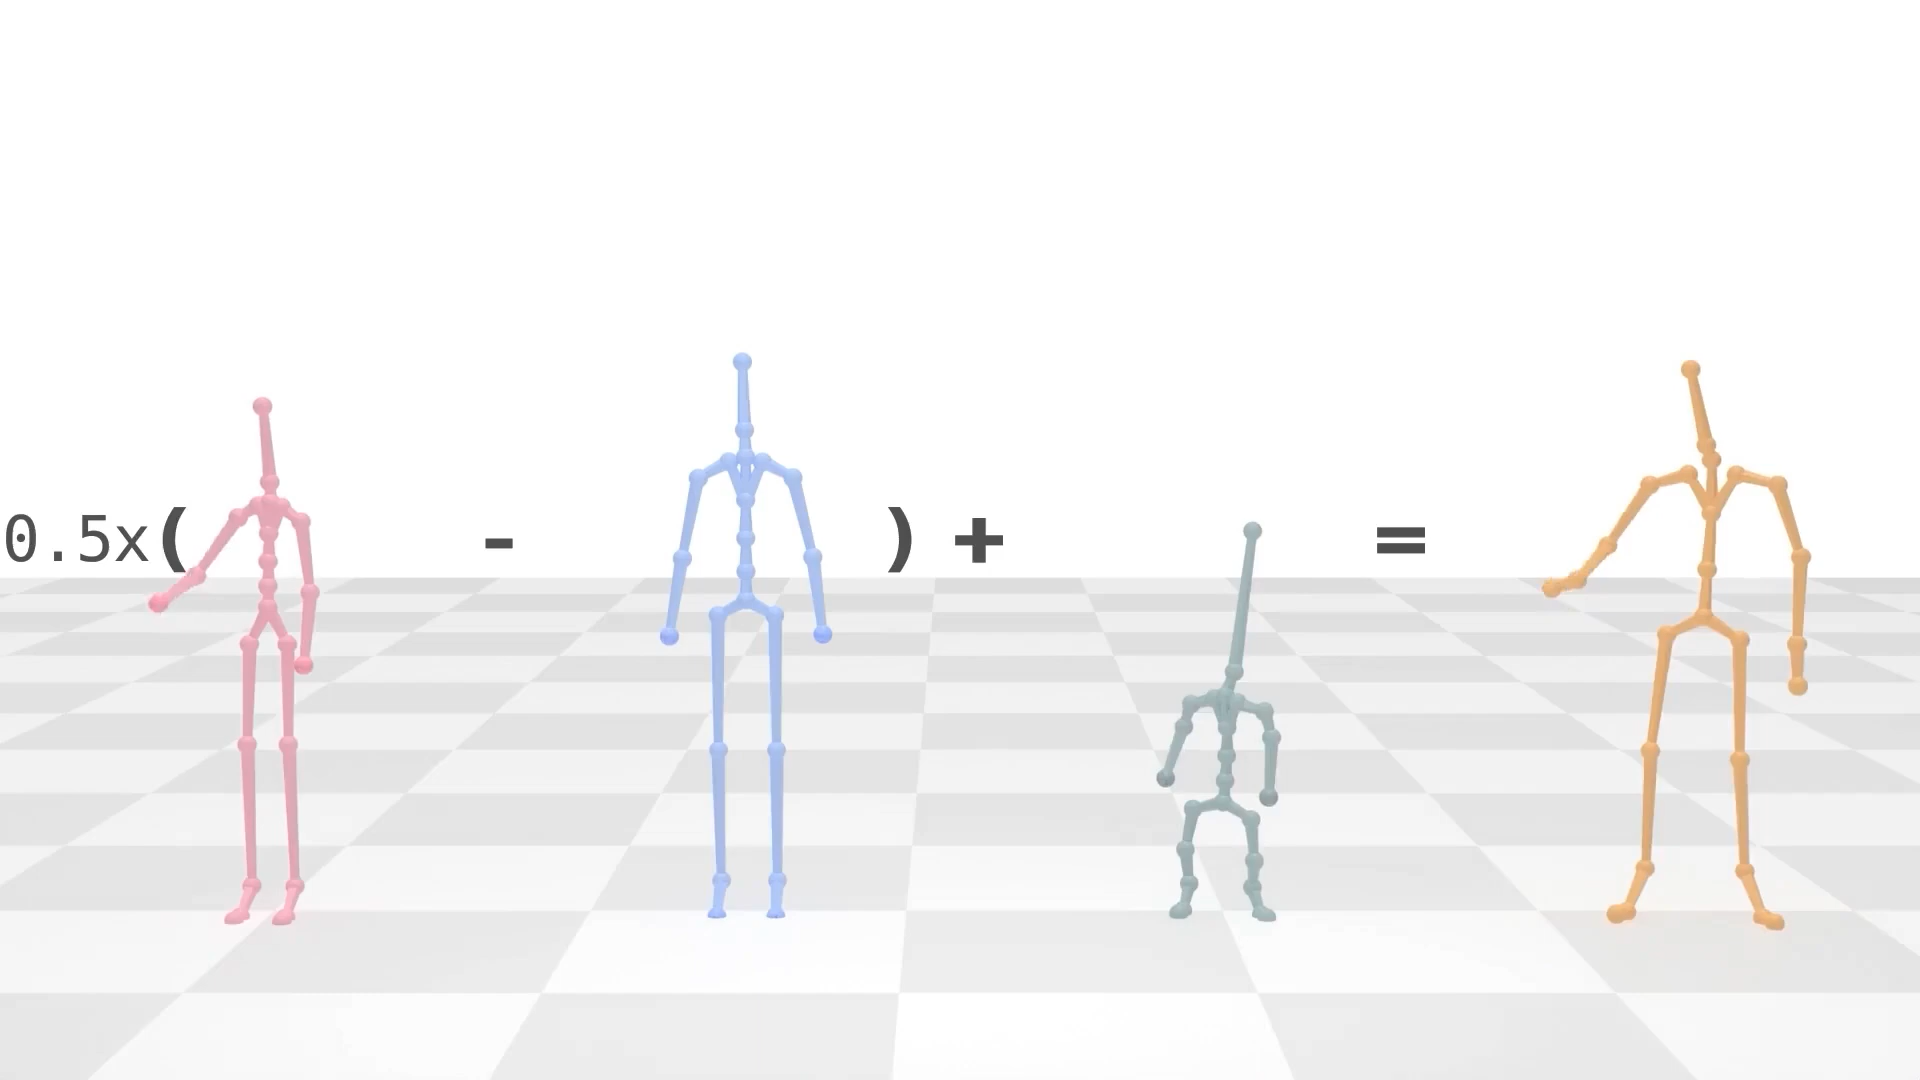 0.5x( - ) + =